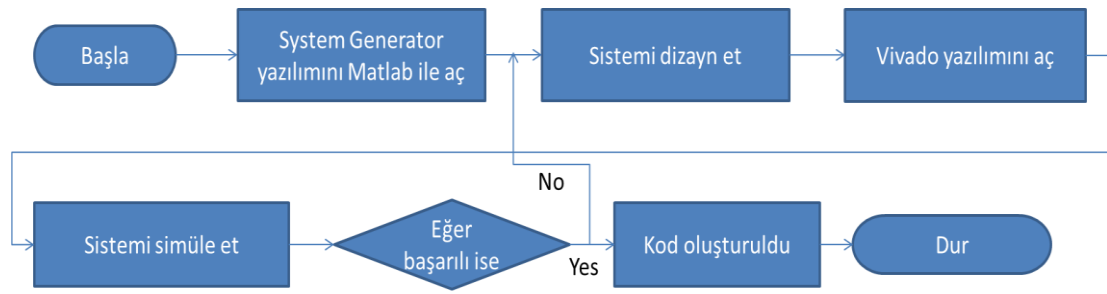 Başla
System Generator
yazılımını Matlab ile aç
Sistemi dizayn et
Vivado yazılımını aç
No
Sistemi simüle et
Eğer
başarılı ise
Yes
Kod oluşturuldu
Dur